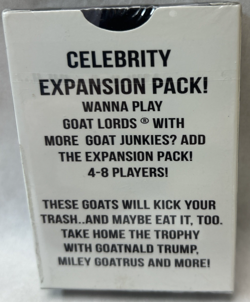 CELEBRITY
EXPANSION PACK!
WANNA PLAY
GOAT LORDS ® WITH
MORE GOAT JUNKIES? ADD
THE EXPANSION PACK!
4-8 PLAYERS!
THESE GOATS WILL KICK YOUR
TRASH..AND MAYBE EAT IT, TOO.
TAKE HOME THE TROPHY
WITH GOATNALD TRUMP,
MILEY GOATRUS AND MORE!